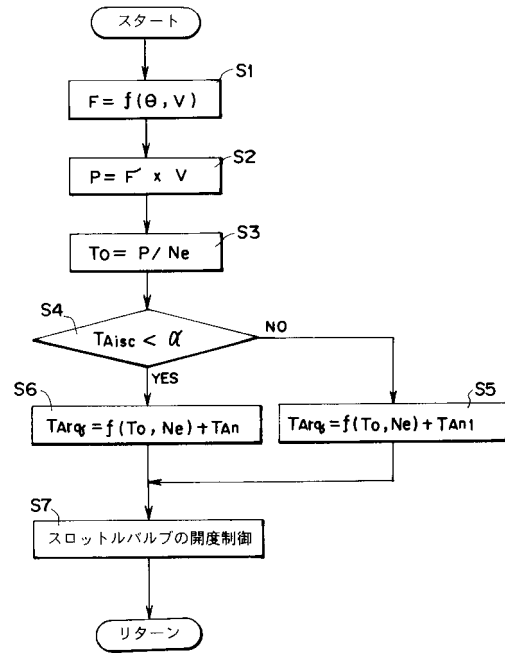 スタート
S1
F = f(θ, V)
S2
P = F × V
S3
To = P / Ne
S4
TAisc < α
NO
YES
S6
TArq = f(To, Ne) + TAn
S5
TArq = f(To, Ne) + TAn1
S7
スロットルバルブの開度制御
リターン